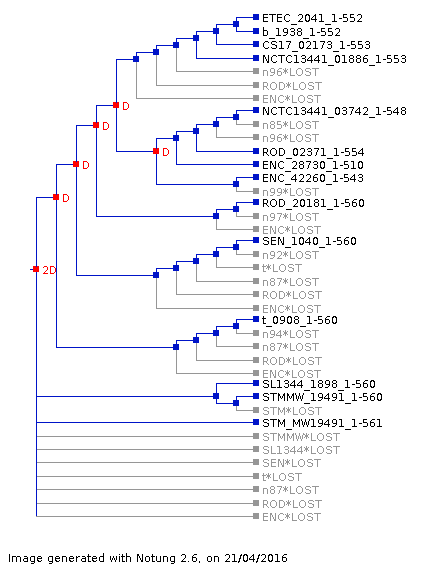 ETEC_2041_1-552
b_1938_1-552
CS17_02173_1-553
NCTC13441_01886_1-553
n96*LOST
ROD*LOST
ENC*LOST
D
NCTC13441_03742_1-548
n85*LOST
D
n96*LOST
D
ROD_02371_1-554
D
ENC_28730_1-510
ENC_42260_1-543
n99*LOST
D
ROD_20181_1-560
n97*LOST
ENC*LOST
SEN_1040_1-560
n92*LOST
2D
t*LOST
n87*LOST
ROD*LOST
ENC*LOST
t_0908_1-560
n94*LOST
n87*LOST
ROD*LOST
ENC*LOST
SL1344_1898_1-560
STMMW_19491_1-560
STM*LOST
STM_MW19491_1-561
STMMW*LOST
SL1344*LOST
SEN*LOST
t*LOST
n87*LOST
ROD*LOST
ENC*LOST
Image generated with Notung 2.6, on 21/04/2016